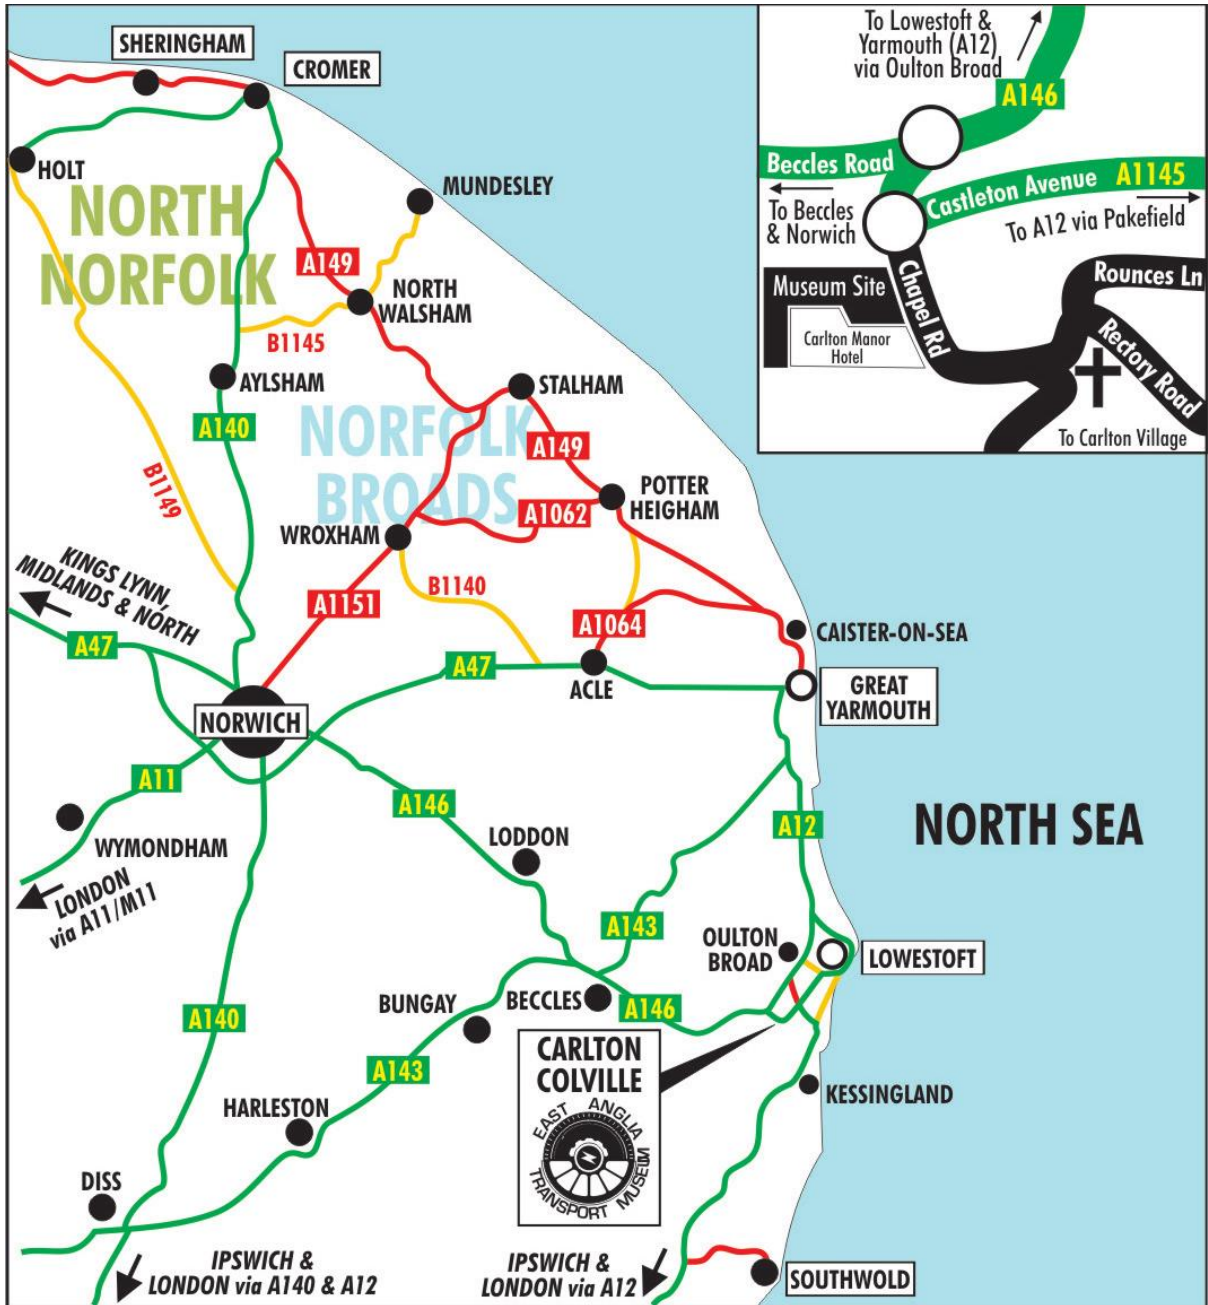 SHERINGHAM
CROMER
HOLT
NORTH
NORFOLK
MUNDESLEY
A149
NORTH
WALSHAM
B1145
AYLSHAM
STALHAM
A140
NORFOLK
BROADS
A149
B1149
POTTER
HEIGHAM
A1062
WROXHAM
KINGS LYNN,
MIDLANDS & NORTH
B1140
A1151
A1064
CAISTER-ON-SEA
A47
A47
ACLE
GREAT
YARMOUTH
NORWICH
A11
A146
A12
NORTH SEA
WYMONDHAM
LODDON
LONDON
via A11/M11
A143
OULTON
BROAD
LOWESTOFT
A140
BUNGAY
BECCLES
A146
CARLTON
COLVILLE
EAST ANGLIA
TRANSPORT MUSEUM
A143
KESSINGLAND
HARLESTON
DISS
IPSWICH &
LONDON via A140 & A12
IPSWICH &
LONDON via A12
SOUTHWOLD
To Lowestoft &
Yarmouth (A12)
via Oulton Broad
A146
Beccles Road
Castleton Avenue A1145
To Beccles
& Norwich
To A12 via Pakefield
Museum Site
Chapel Rd
Rounces Ln
Carlton Manor
Hotel
Rectory Road
To Carlton Village